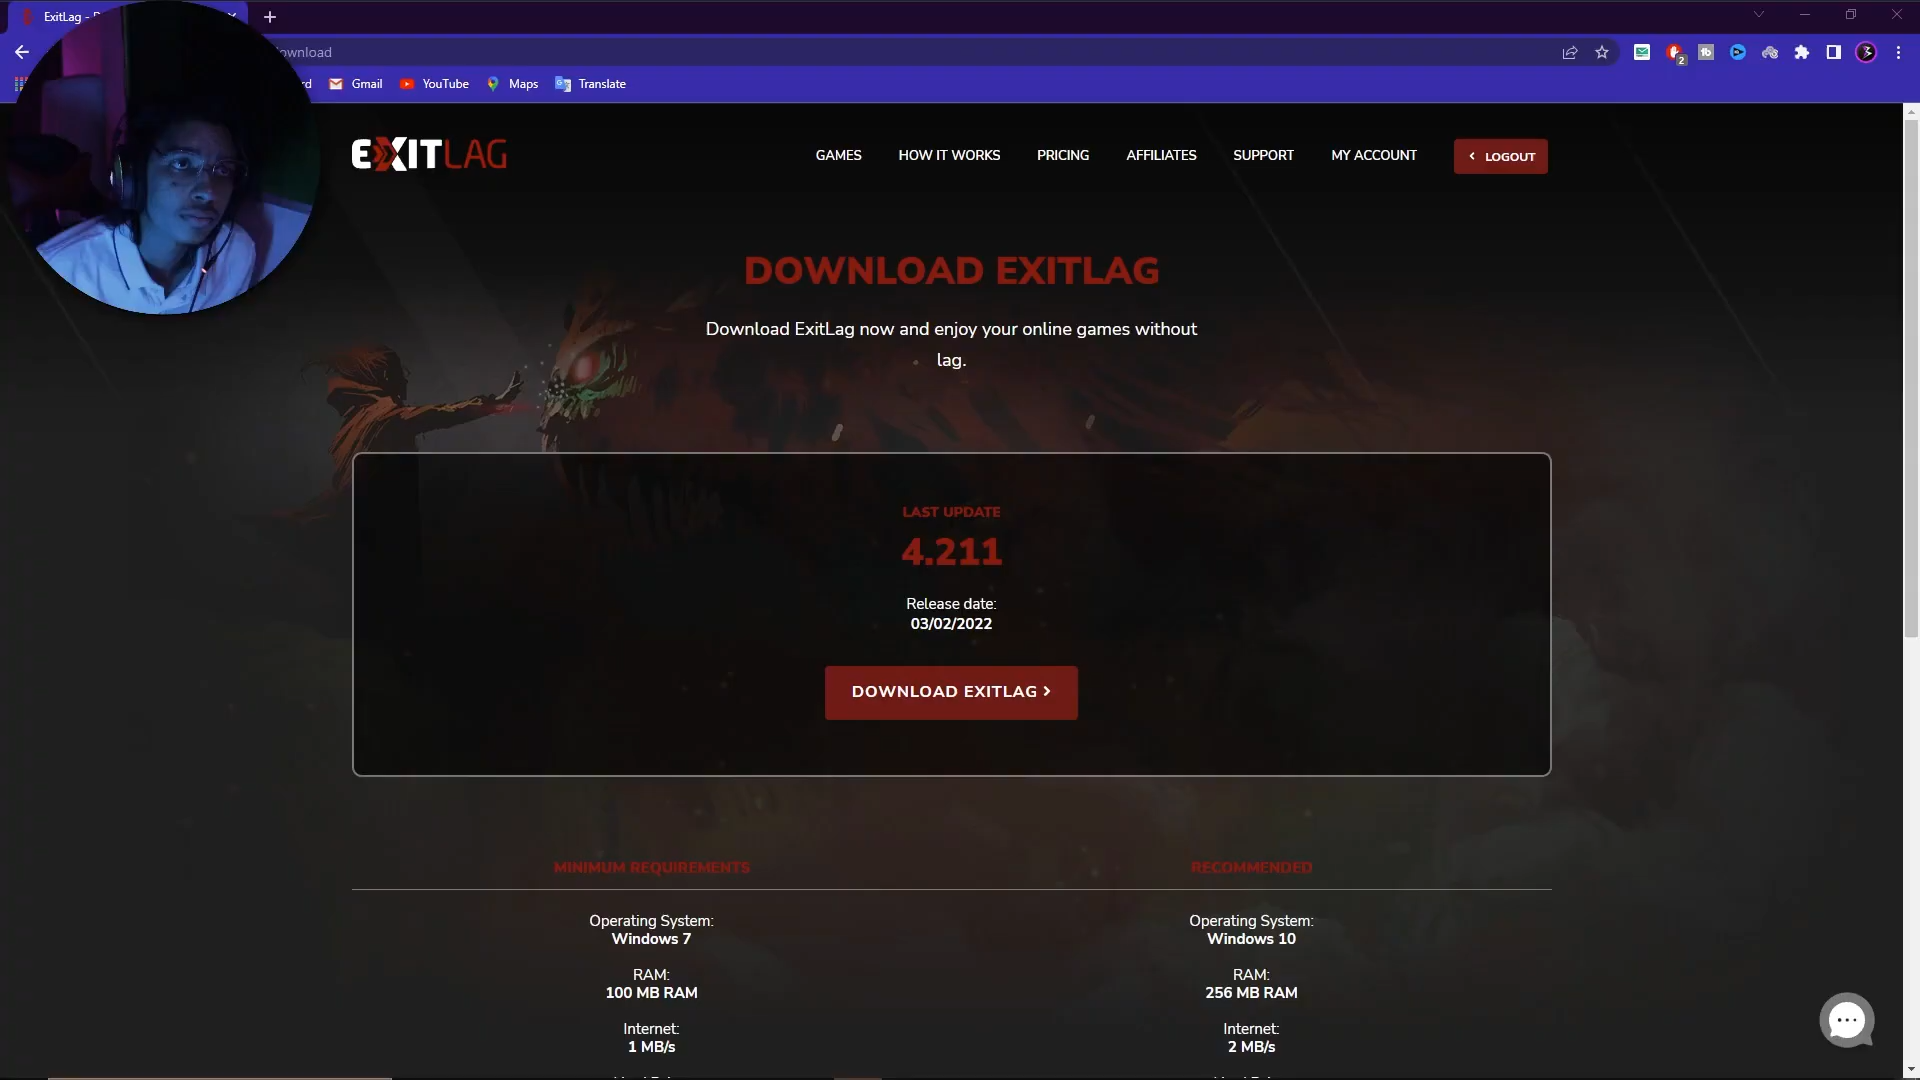 ExitLag -
ownload
2
rd
Gmail
YouTube
Maps
Translate
EXITLAG
GAMES
HOW IT WORKS
PRICING
AFFILIATES
SUPPORT
MY ACCOUNT
LOGOUT
DOWNLOAD EXITLAG
Download ExitLag now and enjoy your online games without
lag.
LAST UPDATE
4.211
Release date:
03/02/2022
DOWNLOAD EXITLAG
MINIMUM REQUIREMENTS
RECOMMENDED
Operating System:
Windows 7
Operating System:
Windows 10
RAM:
100 MB RAM
RAM:
256 MB RAM
Internet:
1 MB/s
Internet:
2 MB/s